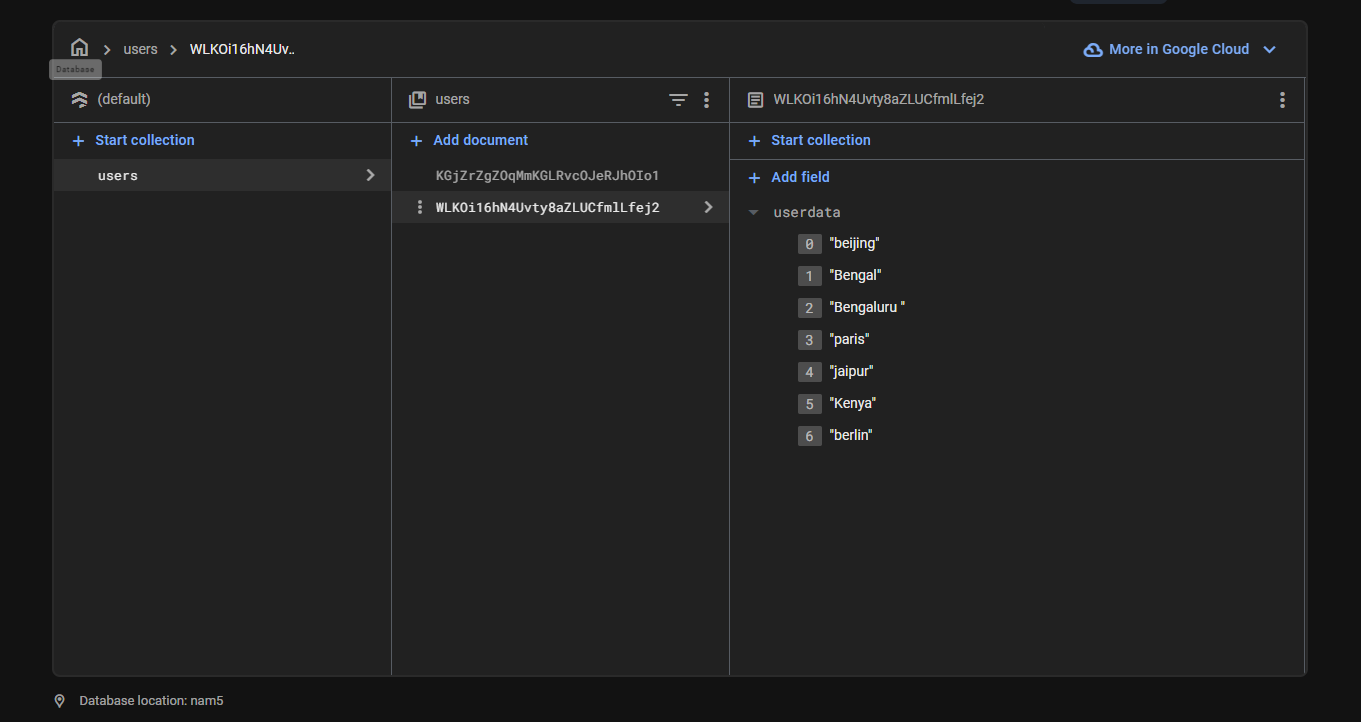 users WLKOi16hN4Uv.. More in Google Cloud
Database
(default)
Start collection
users
users
Add document
KGjZrZgZOqMmKGLRvcOJeRJhOIo1
WLKOi16hN4Uvty8aZLUCfmlLfej2
WLKOi16hN4Uvty8aZLUCfmlLfej2
Start collection
Add field
userdata
0 "beijing"
1 "Bengal"
2 "Bengaluru "
3 "paris"
4 "jaipur"
5 "Kenya"
6 "berlin"
Database location: nam5